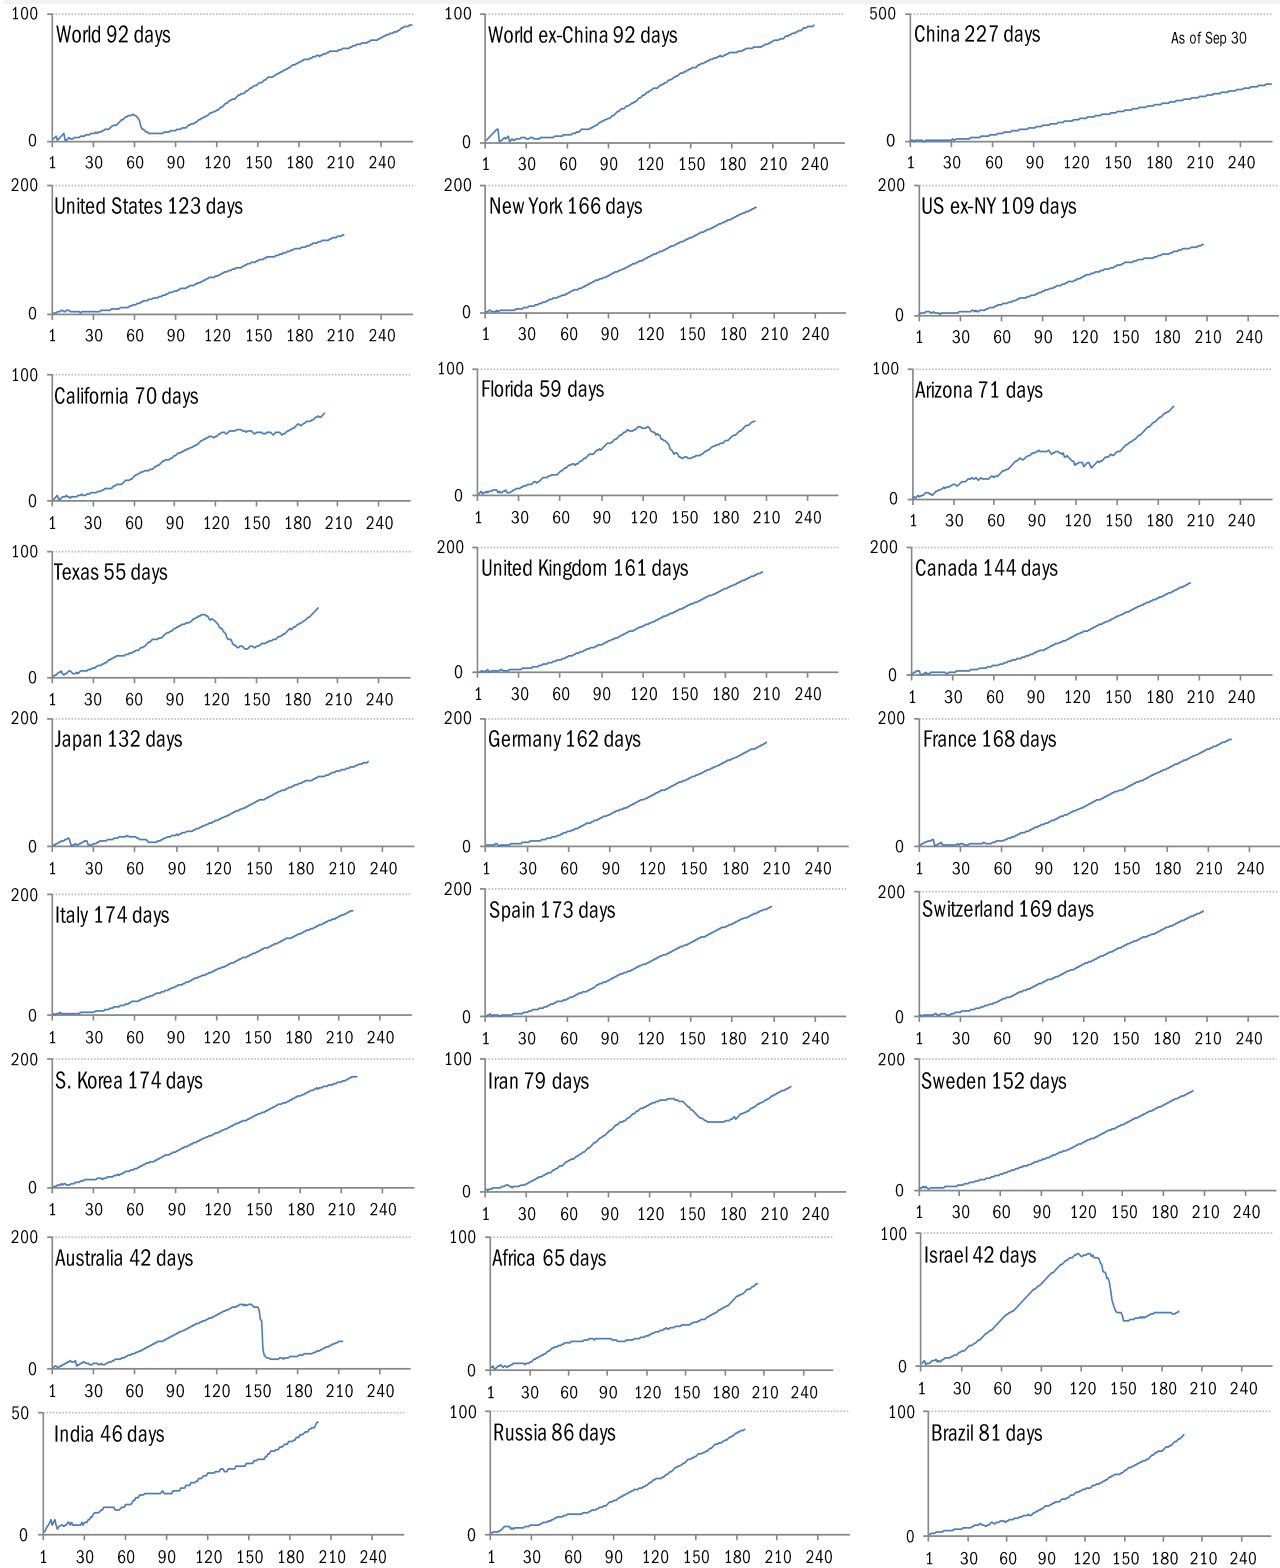 100
World 92 days
0
1 30 60 90 120 150 180 210 240
100
World ex-China 92 days
0
1 30 60 90 120 150 180 210 240
500
China 227 days
As of Sep 30
0
1 30 60 90 120 150 180 210 240
200
United States 123 days
0
1 30 60 90 120 150 180 210 240
200
New York 166 days
0
1 30 60 90 120 150 180 210 240
200
US ex-NY 109 days
0
1 30 60 90 120 150 180 210 240
100
California 70 days
0
1 30 60 90 120 150 180 210 240
100
Florida 59 days
0
1 30 60 90 120 150 180 210 240
100
Arizona 71 days
0
1 30 60 90 120 150 180 210 240
100
Texas 55 days
0
1 30 60 90 120 150 180 210 240
200
United Kingdom 161 days
0
1 30 60 90 120 150 180 210 240
200
Canada 144 days
0
1 30 60 90 120 150 180 210 240
200
Japan 132 days
0
1 30 60 90 120 150 180 210 240
200
Germany 162 days
0
1 30 60 90 120 150 180 210 240
200
France 168 days
0
1 30 60 90 120 150 180 210 240
200
Italy 174 days
0
1 30 60 90 120 150 180 210 240
200
Spain 173 days
0
1 30 60 90 120 150 180 210 240
200
Switzerland 169 days
0
1 30 60 90 120 150 180 210 240
200
S. Korea 174 days
0
1 30 60 90 120 150 180 210 240
100
Iran 79 days
0
1 30 60 90 120 150 180 210 240
200
Sweden 152 days
0
1 30 60 90 120 150 180 210 240
200
Australia 42 days
0
1 30 60 90 120 150 180 210 240
100
Africa 65 days
0
1 30 60 90 120 150 180 210 240
100
Israel 42 days
0
1 30 60 90 120 150 180 210 240
50
India 46 days
0
1 30 60 90 120 150 180 210 240
100
Russia 86 days
0
1 30 60 90 120 150 180 210 240
100
Brazil 81 days
0
1 30 60 90 120 150 180 210 240